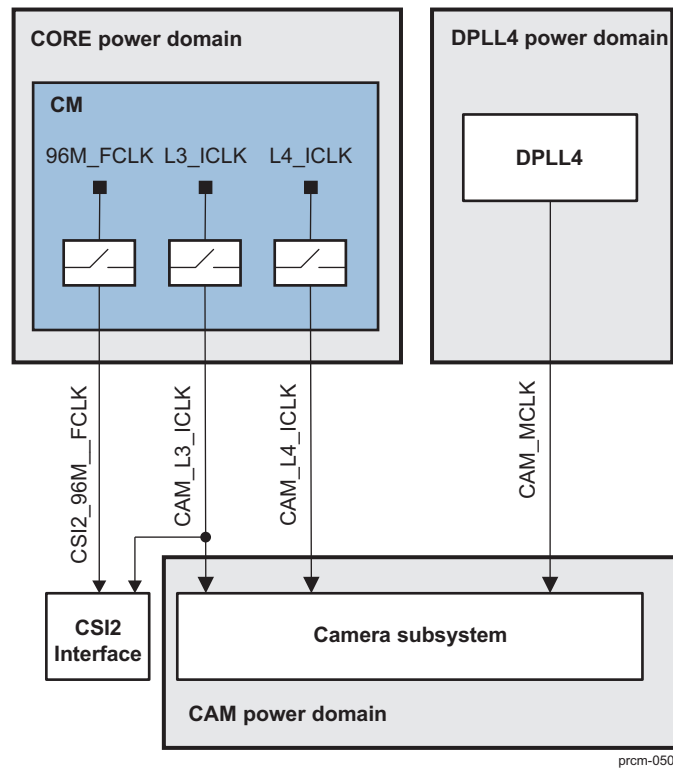 CORE power domain
DPLL4 power domain
CM
96M_FCLK L3_ICLK L4_ICLK
DPLL4
CSI2_96M__FCLK
CAM_L3_ICLK
CAM_L4_ICLK
CAM_MCLK
CSI2
Interface
Camera subsystem
CAM power domain
prcm-050